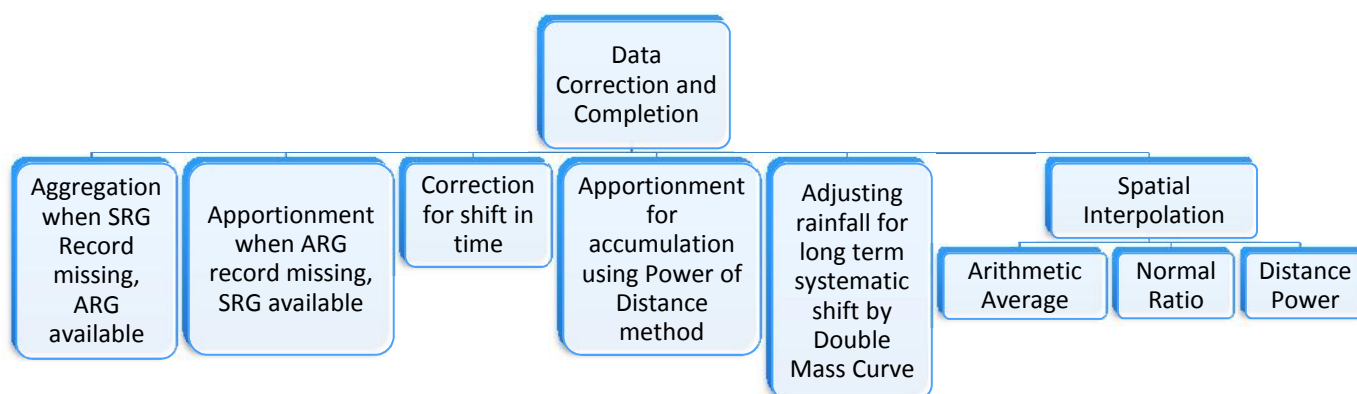 Data
Correction and
Completion
Aggregation
when SRG
Record
missing,
ARG
available
Apportionment
when ARG
record missing,
SRG available
Correction
for shift in
time
Apportionment
for
accumulation
using Power of
Distance
method
Adjusting
rainfall for
long term
systematic
shift by
Double
Mass Curve
Spatial
Interpolation
Arithmetic
Average
Normal
Ratio
Distance
Power